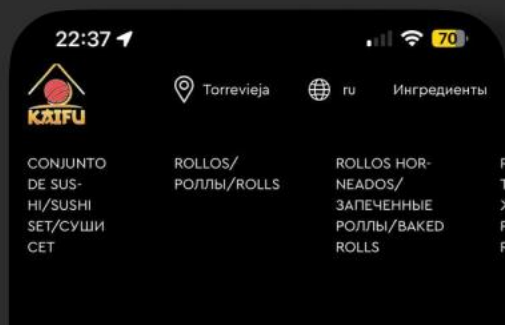 22:37
70
KAIFU
Torrevieja
ru
Ингредиенты
CONJUNTO
DE SUS-
HI/SUSHI
SET/СУШИ
СЕТ
ROLLOS/
РОЛЛЫ/ROLLS
ROLLOS HOR-
NEADOS/
ЗАПЕЧЕННЫЕ
РОЛЛЫ/BAKED
ROLLS